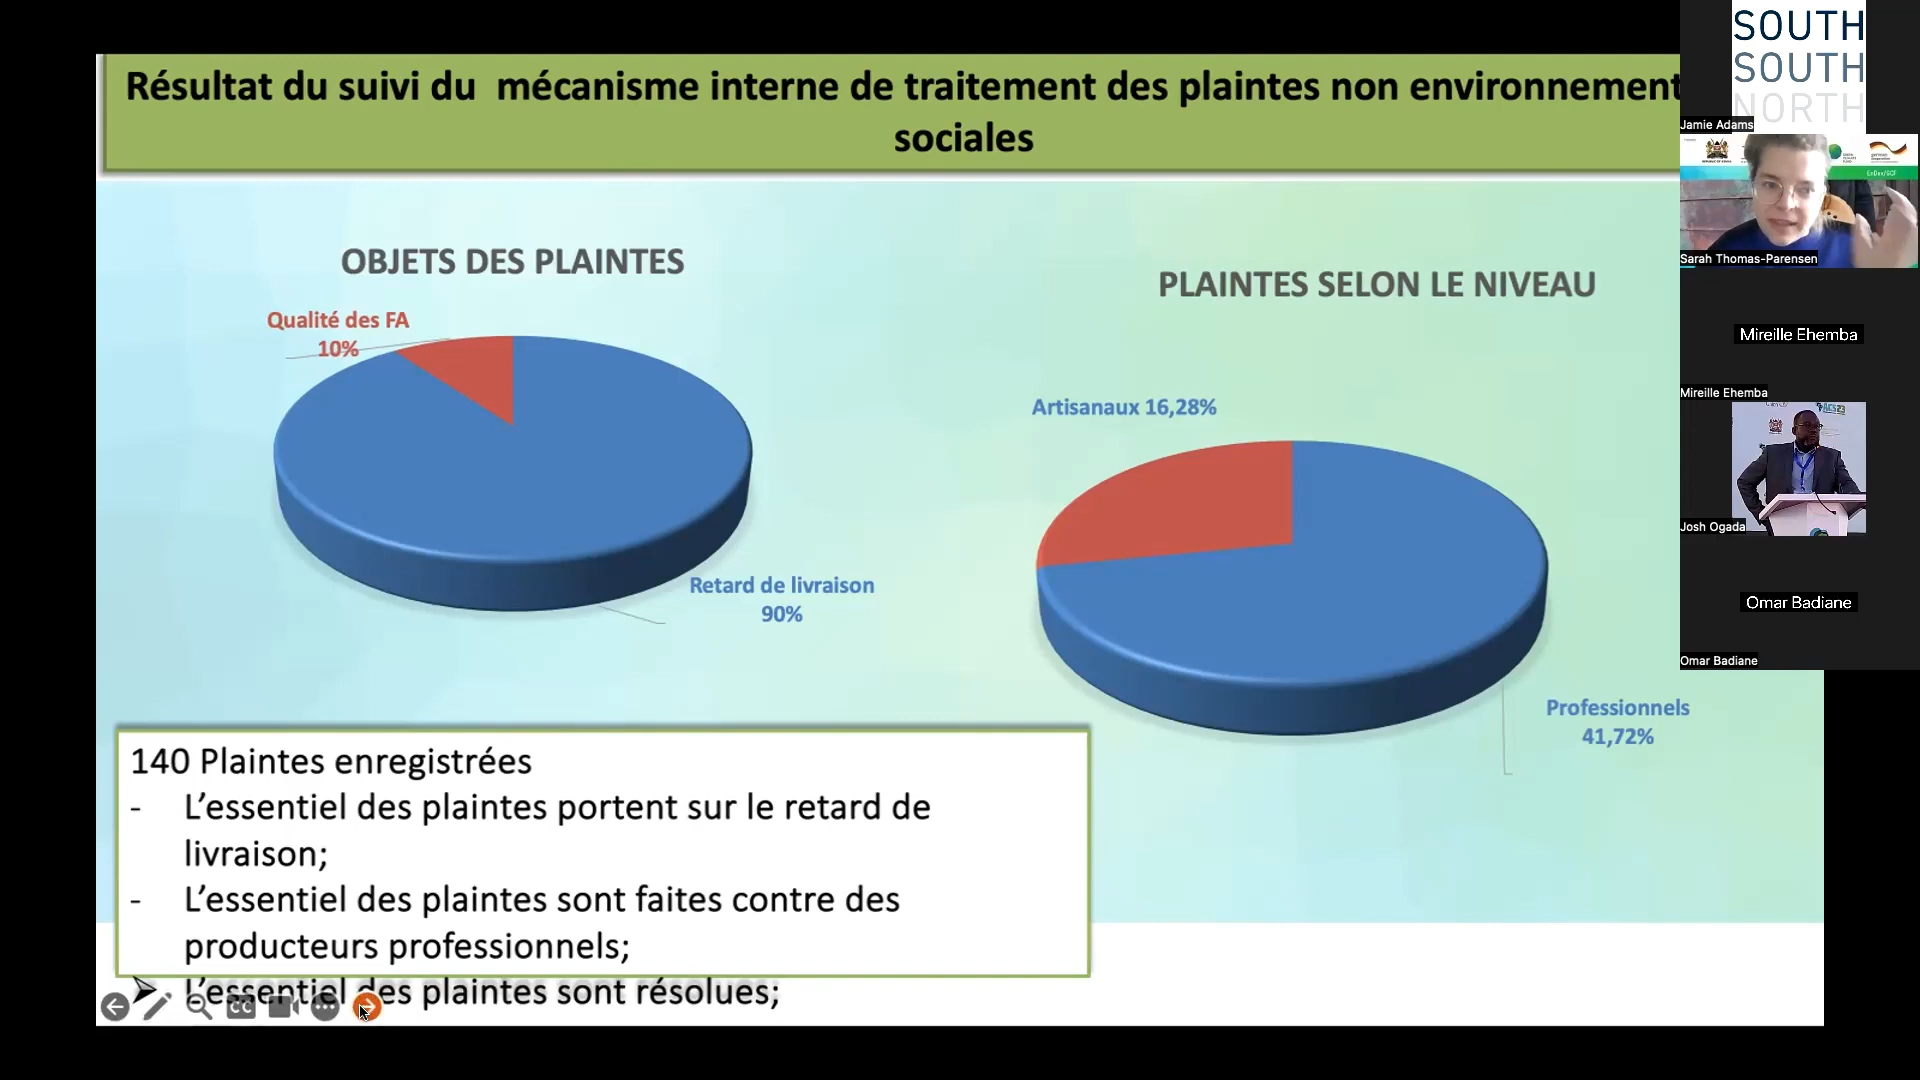 Résultat du suivi du mécanisme interne de traitement des plaintes non environnement
sociales
OBJETS DES PLAINTES
Qualité des FA
10%
Retard de livraison
90%
PLAINTES SELON LE NIVEAU
Artisanaux 16,28%
Professionnels
41,72%
140 Plaintes enregistrées
- L’essentiel des plaintes portent sur le retard de
livraison;
- L’essentiel des plaintes sont faites contre des
producteurs professionnels;
➢ L’essentiel des plaintes sont résolues;
CC
SOUTH
SOUTH
NORTH
Jamie Adams
EnDev/GCF
Sarah Thomas-Parensen
Mireille Ehemba
Mireille Ehemba
ACS23
Josh Ogada
Omar Badiane
Omar Badiane